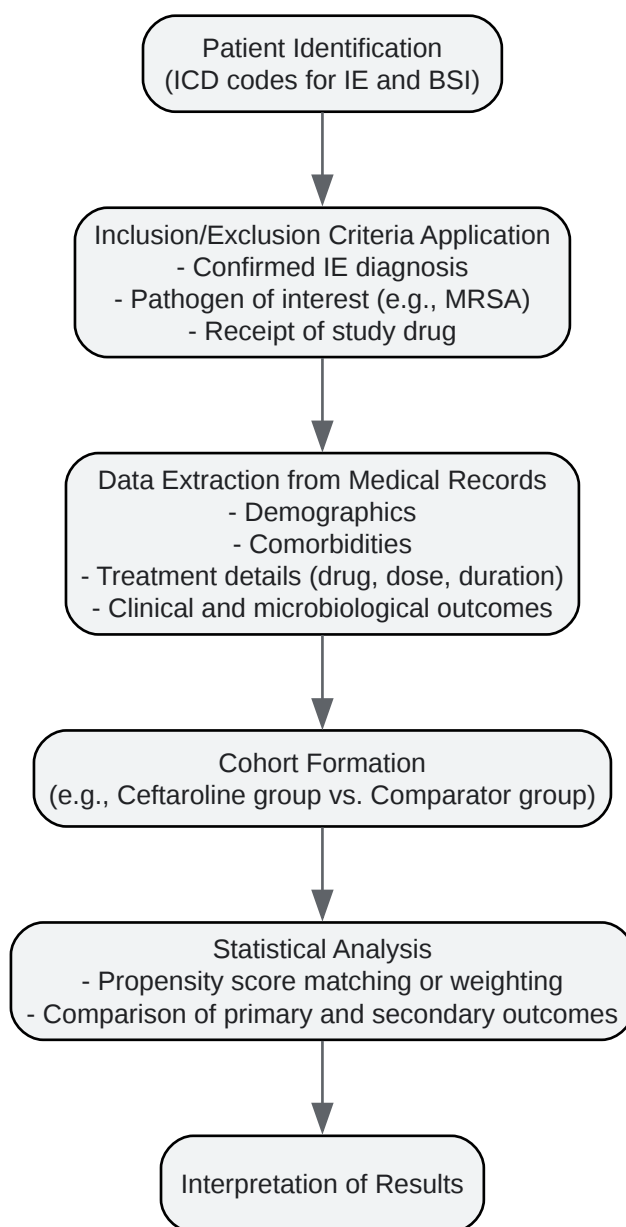 Patient Identification
(ICD codes for IE and BSI)
Inclusion/Exclusion Criteria Application
- Confirmed IE diagnosis
- Pathogen of interest (e.g., MRSA)
- Receipt of study drug
Data Extraction from Medical Records
- Demographics
- Comorbidities
- Treatment details (drug, dose, duration)
- Clinical and microbiological outcomes
Cohort Formation
(e.g., Ceftaroline group vs. Comparator group)
Statistical Analysis
- Propensity score matching or weighting
- Comparison of primary and secondary outcomes
Interpretation of Results